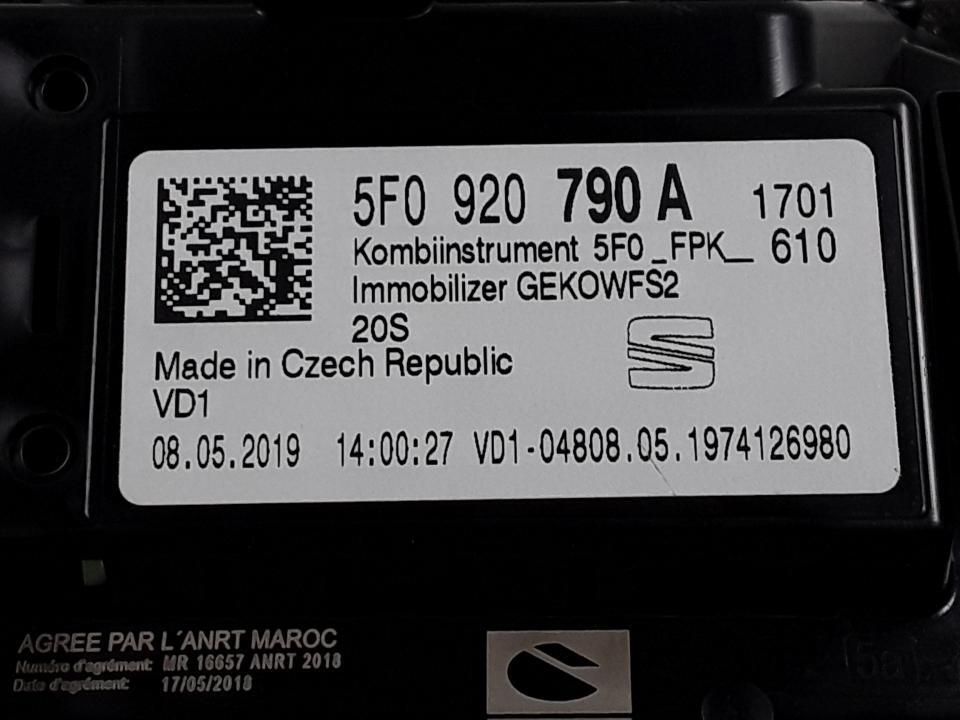 5F0 920 790 A 1701
Kombiinstrument 5F0_FPK_ 610
Immobilizer GEKOWFS2
20S
Made in Czech Republic
VD1
08.05.2019 14:00:27 VD1-04808.05.1974126980
AGREE PAR L´ANRT MAROC
Numéro d'agrément: MR 16657 ANRT 2018
Date d'agrément: 17/05/2018